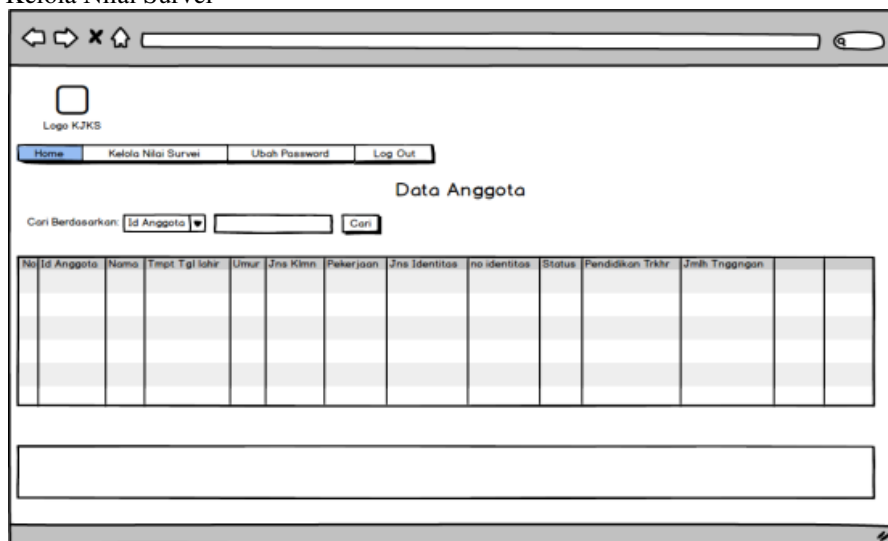 Kelola Nilai Survei
Logo KJKS
Home Kelola Nilai Survei Ubah Password Log Out
Data Anggota
Cari Berdasarkan: Id Anggota Cari
No Id Anggota Nama Tmpt Tgl lahir Umur Jns Klmn Pekerjaan Jns Identitas no identitas Status Pendidikan Trkhr Jmlh Tnggngan